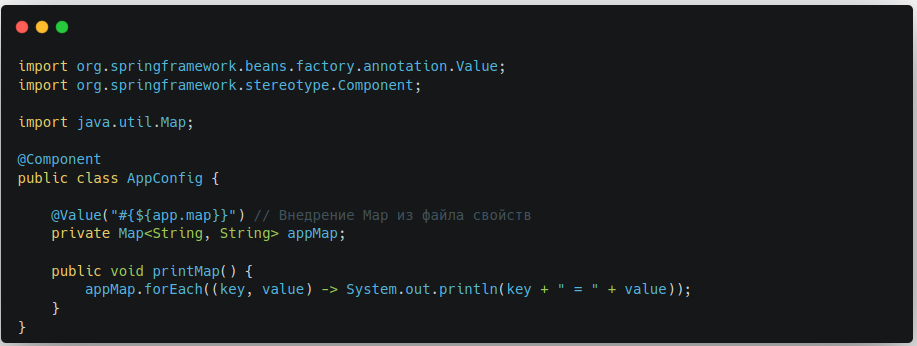 import org.springframework.beans.factory.annotation.Value;
import org.springframework.stereotype.Component;
import java.util.Map;
@Component
public class AppConfig {
@Value("#{${app.map}}") // Внедрение Map из файла свойств
private Map<String, String> appMap;
public void printMap() {
appMap.forEach((key, value) -> System.out.println(key + " = " + value));
}
}